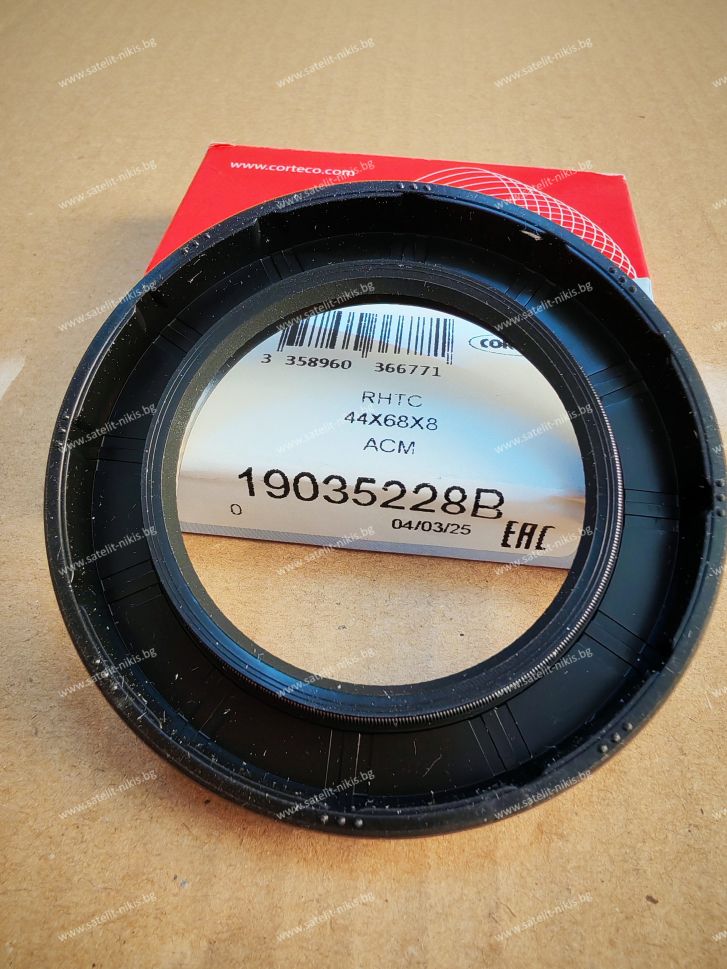 www.satelit-nikis.bg
www.corteco.com
3 358960 366771
RHTC
44X68X8
ACM
19035228B
0
04/03/25
EAC